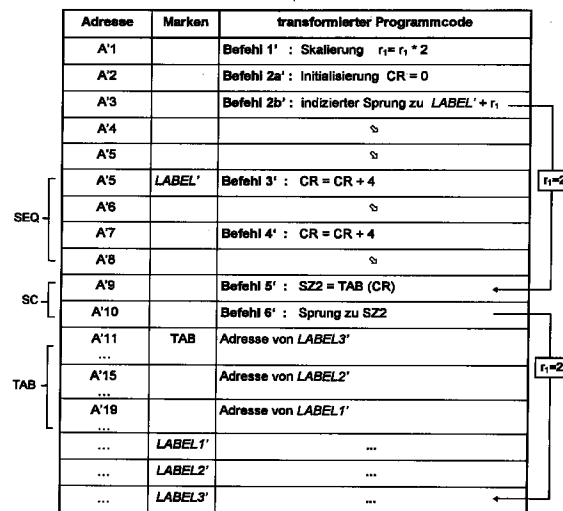 Adresse Marken transformierter Programmcode
A'1 Befehl 1' : Skalierung r₁= r₁ * 2
A'2 Befehl 2a' : Initialisierung CR = 0
A'3 Befehl 2b' : indizierter Sprung zu LABEL' + r₁
A'4
A'5
r₁=2
A'5 LABEL' Befehl 3' : CR = CR + 4
SEQ
A'6
A'7 Befehl 4' : CR = CR + 4
A'8
SC
A'9 Befehl 5' : SZ2 = TAB (CR)
A'10 Befehl 6' : Sprung zu SZ2
TAB
A'11 TAB Adresse von LABEL3'
...
r₁=2
A'15 Adresse von LABEL2'
...
A'19 Adresse von LABEL1'
...
... LABEL1' ...
... LABEL2' ...
... LABEL3' ...